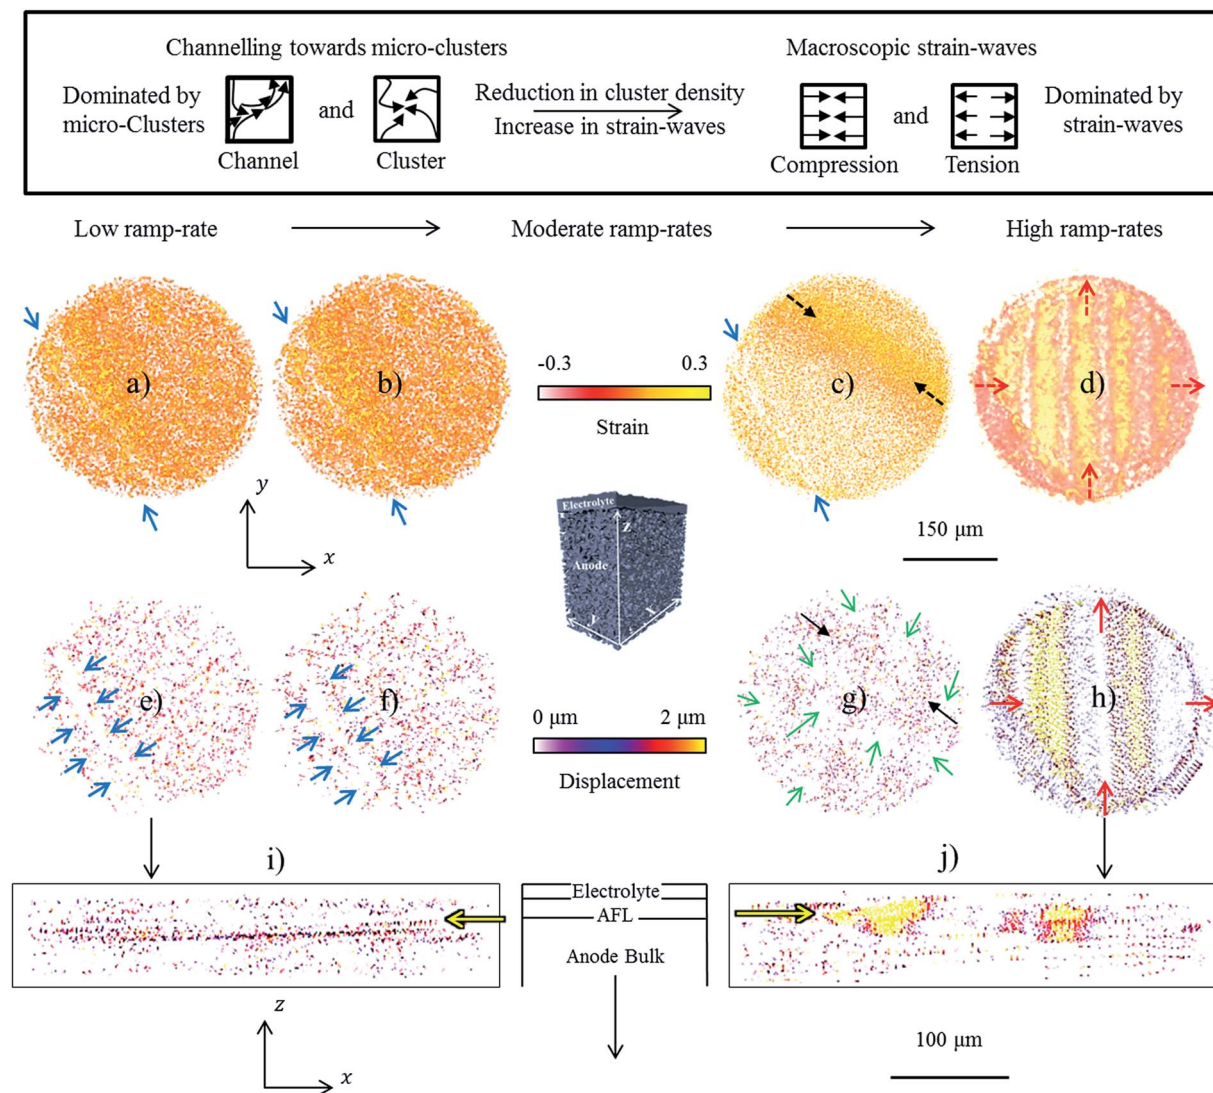 Channelling towards micro-clusters
Macroscopic strain-waves
Dominated by
micro-Clusters
and
Reduction in cluster density
Increase in strain-waves
and
Dominated by
strain-waves
Channel
Cluster
Compression
Tension
Low ramp-rate
Moderate ramp-rates
High ramp-rates
a)
b)
-0.3 0.3
Strain
c)
d)
y
x
Electrolyte
Anode
z
y
x
150 µm
e)
f)
0 µm 2 µm
Displacement
g)
h)
i)
j)
Electrolyte
AFL
Anode Bulk
z
x
100 µm